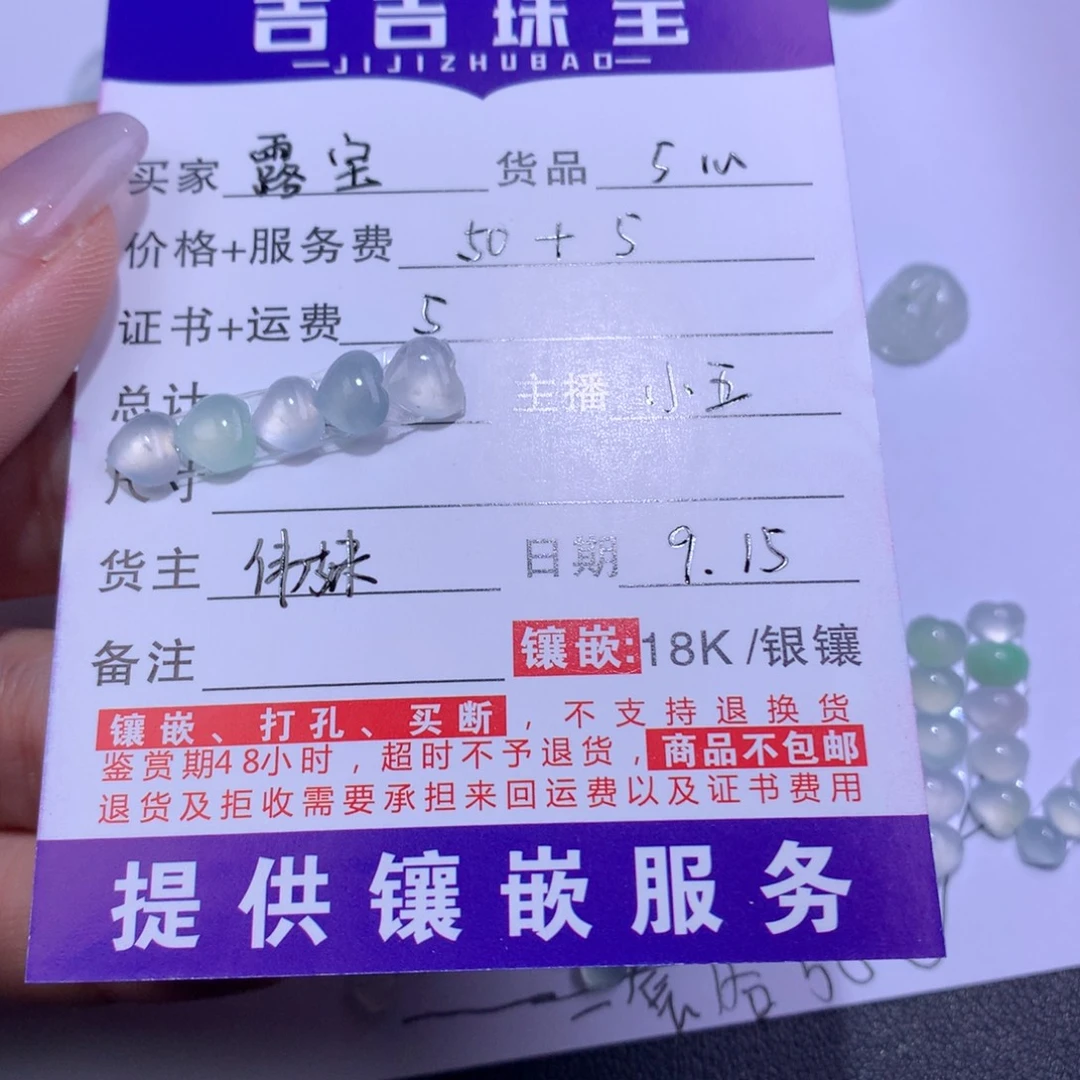 吉吉珠宝
JIJIZHUBAO
买家 露宝 货品 5
价格+服务费 50 + 5
证书+运费 5
总计 主播 小五
尺寸
货主 日期 9.15
备注 镶嵌:18K/银镶
镶嵌、打孔、买断,不支持退换货
鉴赏期48小时,超时不予退货,商品不包邮
退货及拒收需要承担来回运费以及证书费用
提供镶嵌服务